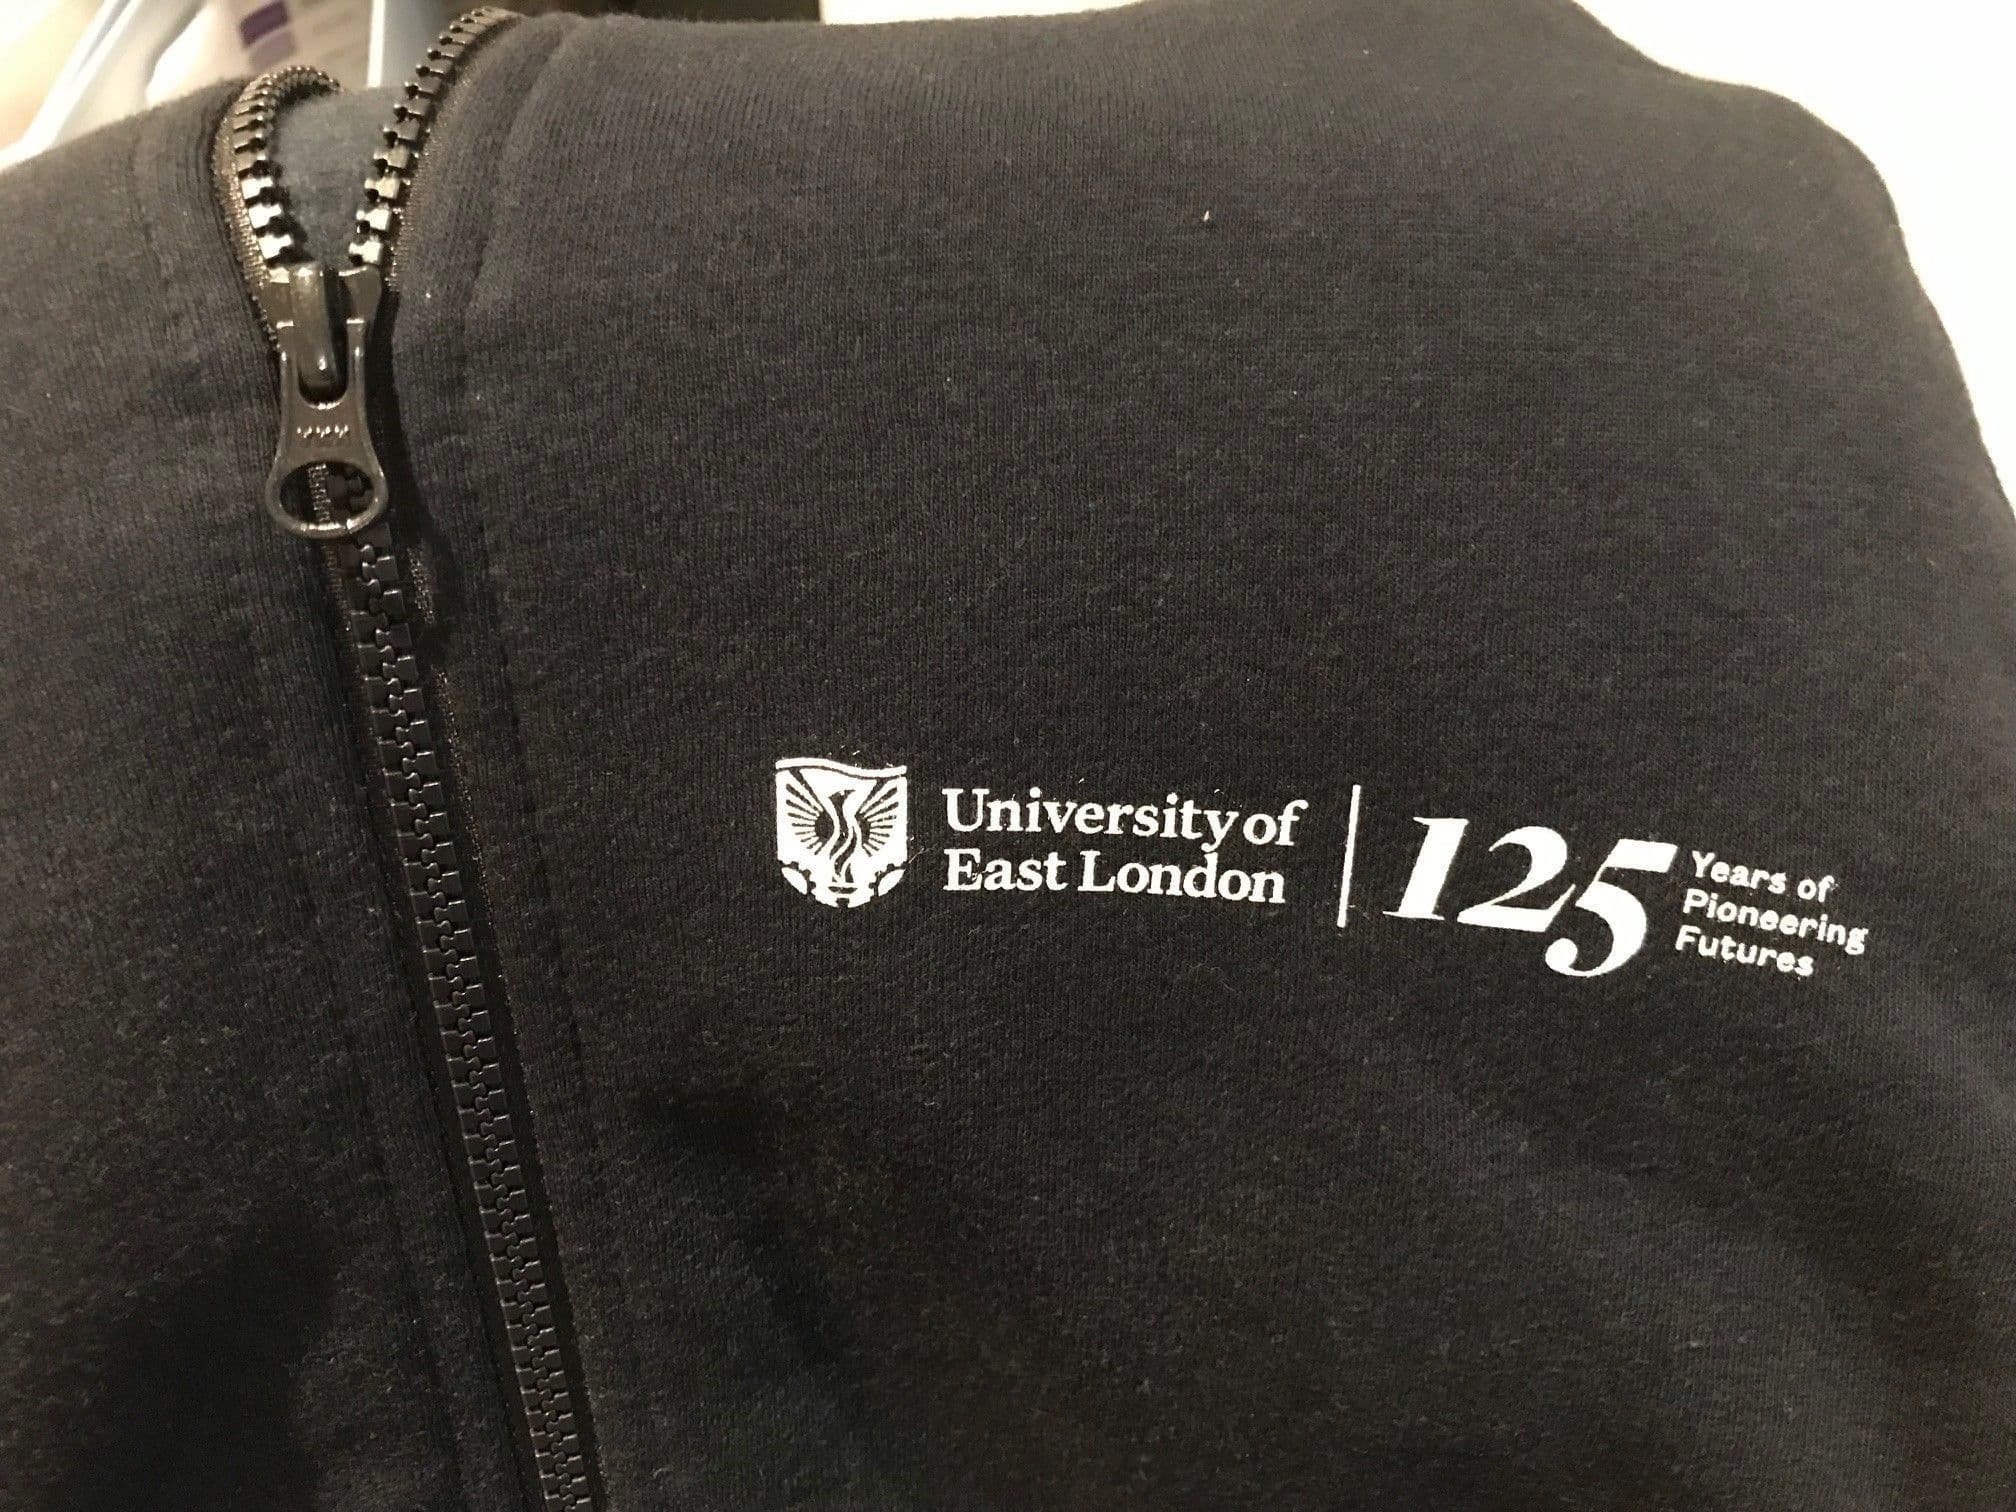 University of
East London
125
Years of
Pioneering
Futures